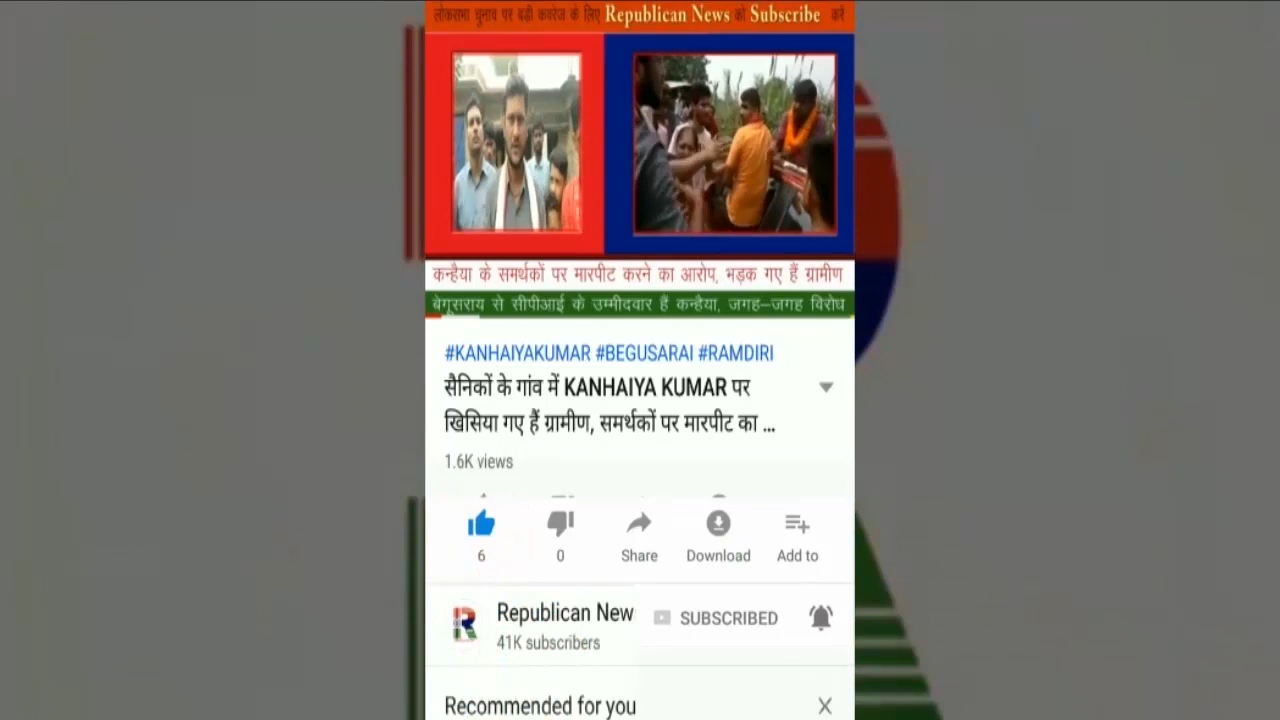 लोकसभा चुनाव पर बड़ी कवरेज के लिए Republican News को Subscribe करें
कन्हैया के समर्थकों पर मारपीट करने का आरोप, भड़क गए हैं ग्रामीण
बेगूसराय से सीपीआई के उम्मीदवार हैं कन्हैया, जगह–जगह विरोध
#KANHAIYAKUMAR #BEGUSARAI #RAMDIRI
सैनिकों के गांव में KANHAIYA KUMAR पर
खिसिया गए हैं ग्रामीण, समर्थकों पर मारपीट का ...
1.6K views
6
0
Share
Download
Add to
Republican New
SUBSCRIBED
41K subscribers
Recommended for you